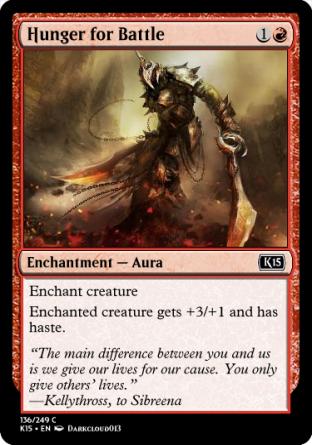 Hunger for Battle 1
Enchantment — Aura K15
Enchant creature
Enchanted creature gets +3/+1 and has
haste.
"The main difference between you and us
is we give our lives for our cause. You only
give others' lives."
—Kellythross, to Sibreena
136/249 C
K15 • EN Darkcloud013